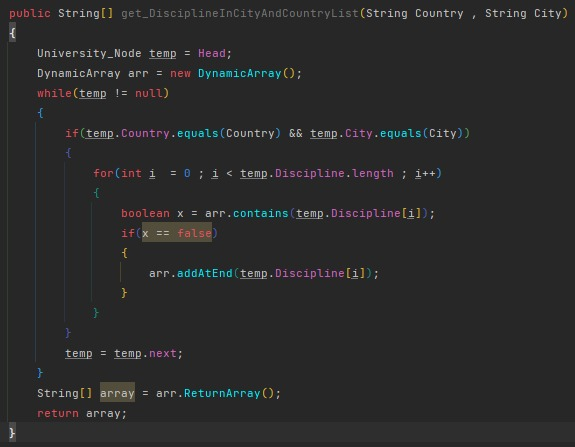 public String[] get_DisciplineInCityAndCountryList(String Country , String City)
{
University_Node temp = Head;
DynamicArray arr = new DynamicArray();
while(temp != null)
{
if(temp.Country.equals(Country) && temp.City.equals(City))
{
for(int i  = 0 ; i < temp.Discipline.length ; i++)
{
boolean x = arr.contains(temp.Discipline[i]);
if(x == false)
{
arr.addAtEnd(temp.Discipline[i]);
}
}
}
temp = temp.next;
}
String[] array = arr.ReturnArray();
return array;
}